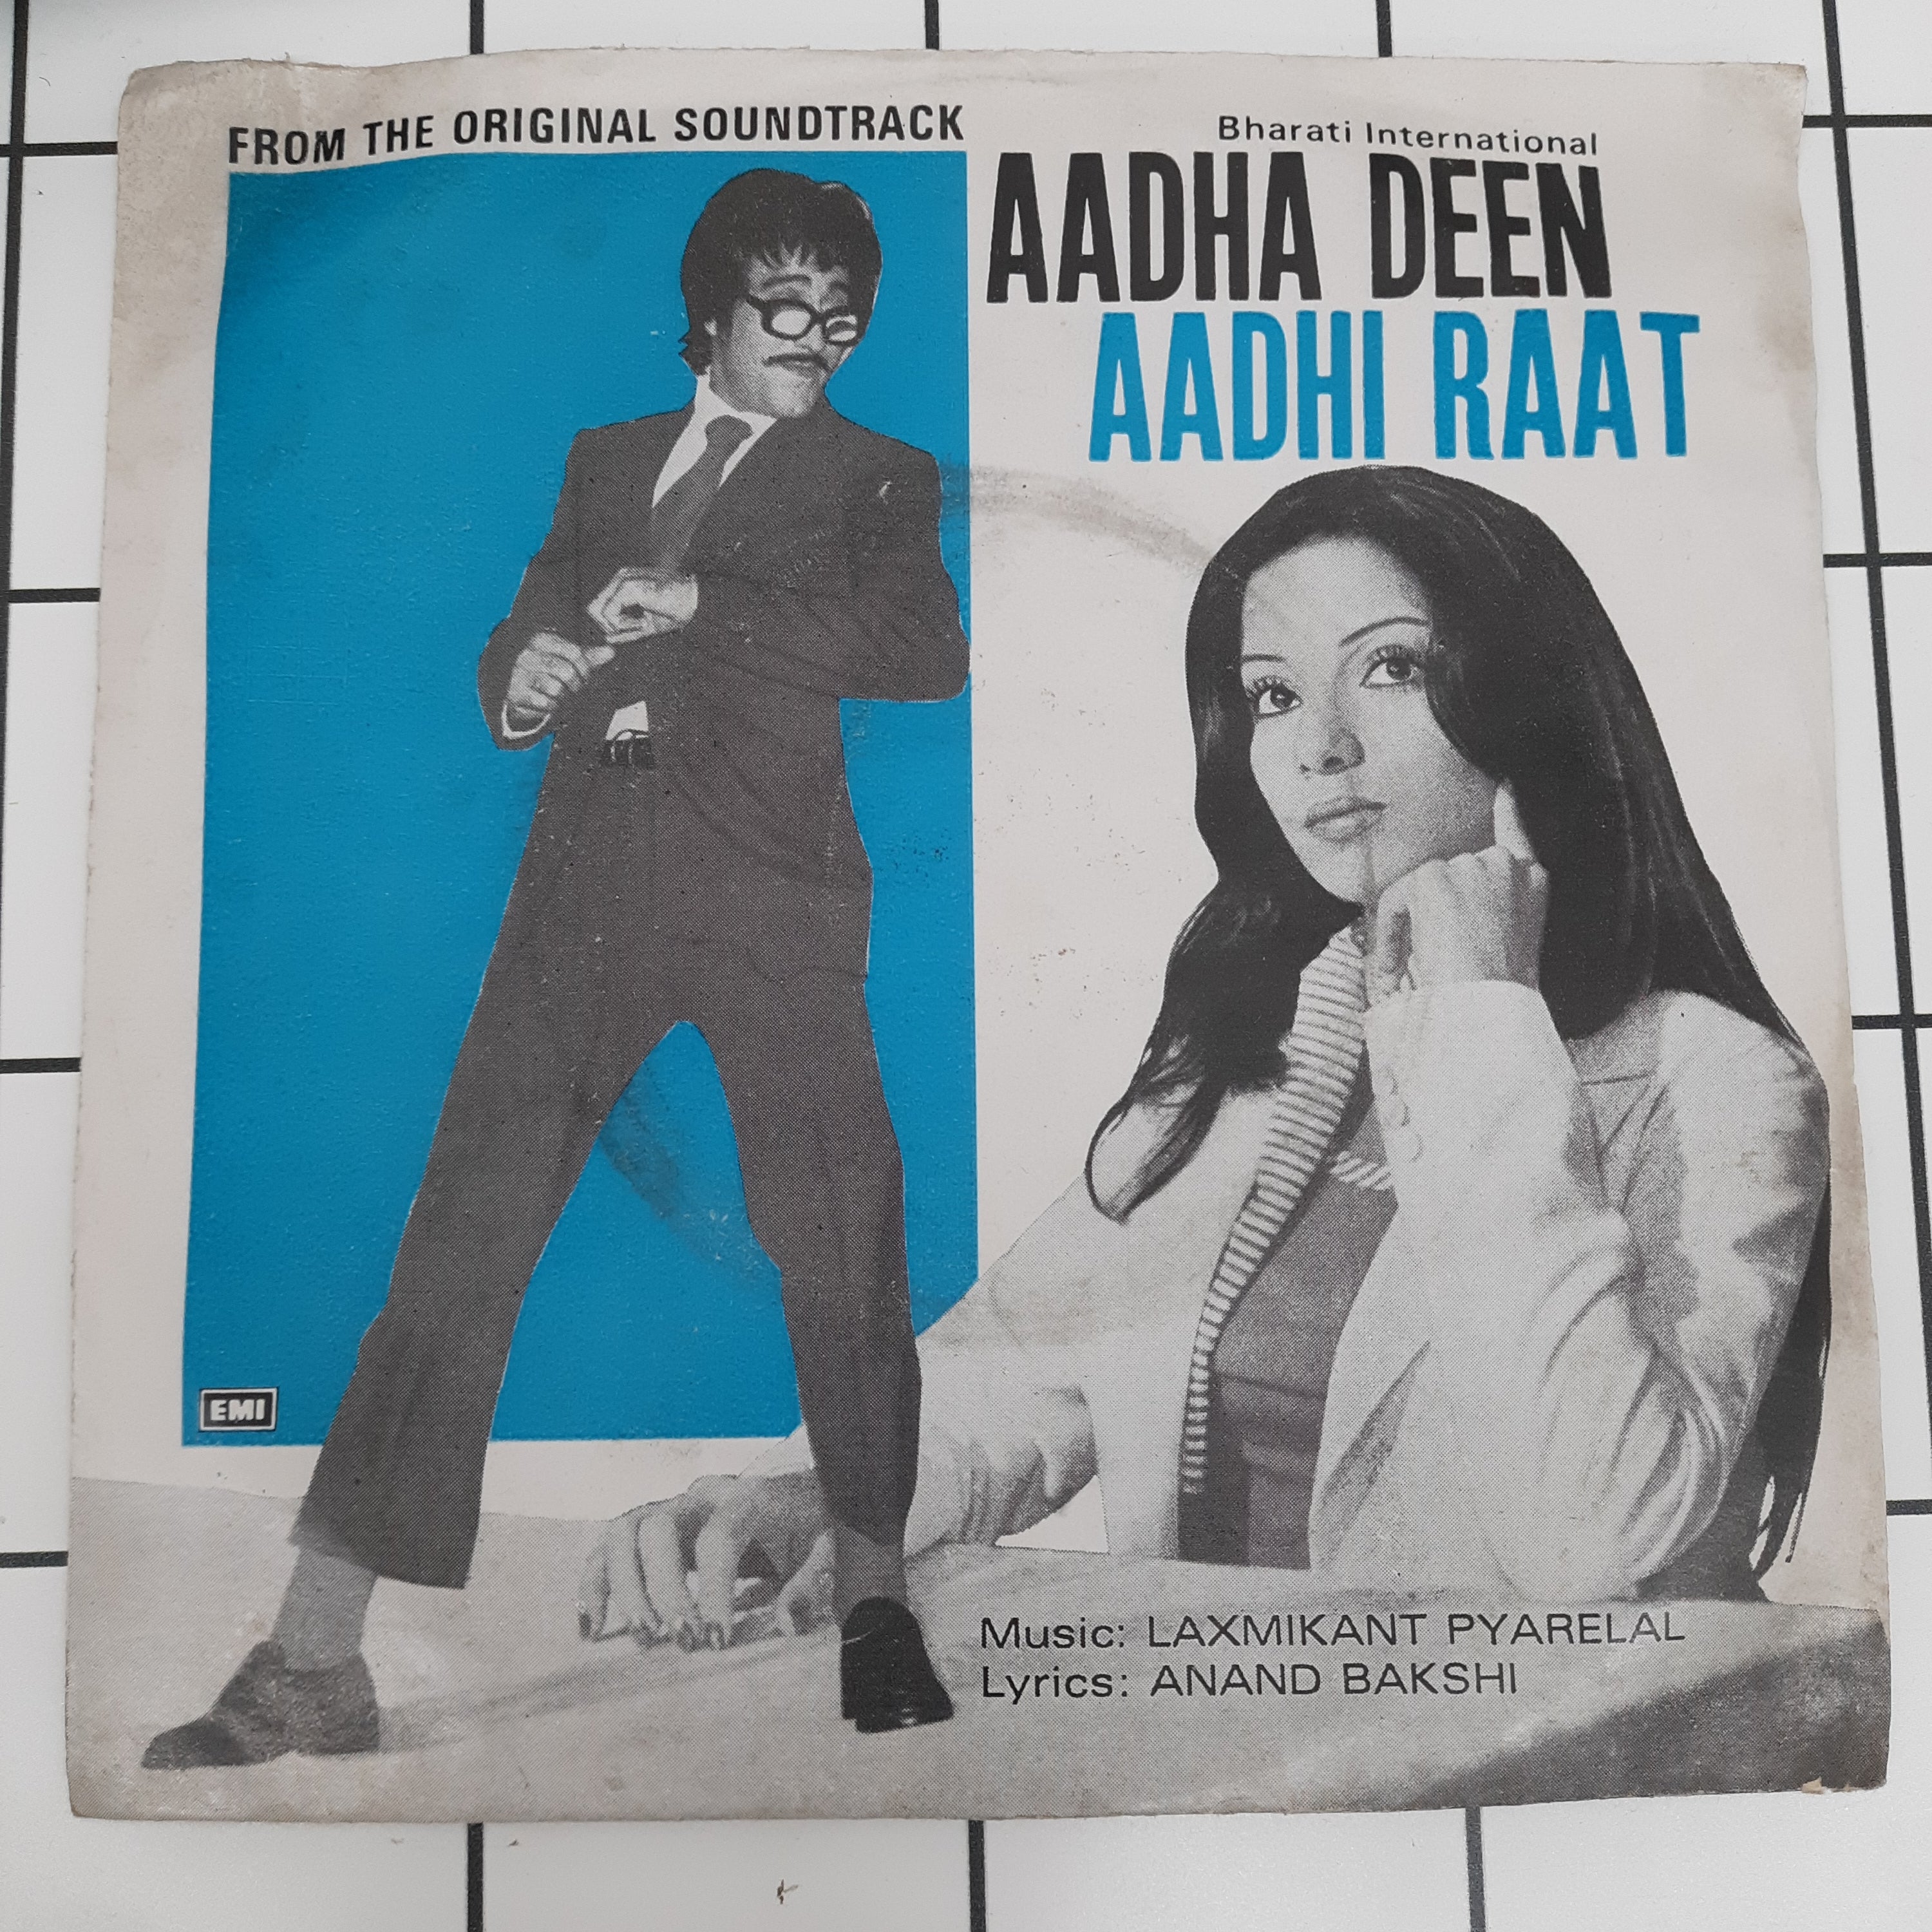 FROM THE ORIGINAL SOUNDTRACK
Bharati International
AADHA DEEN
AADHI RAAT
EMI
Music: LAXMIKANT PYARELAL
Lyrics: ANAND BAKSHI